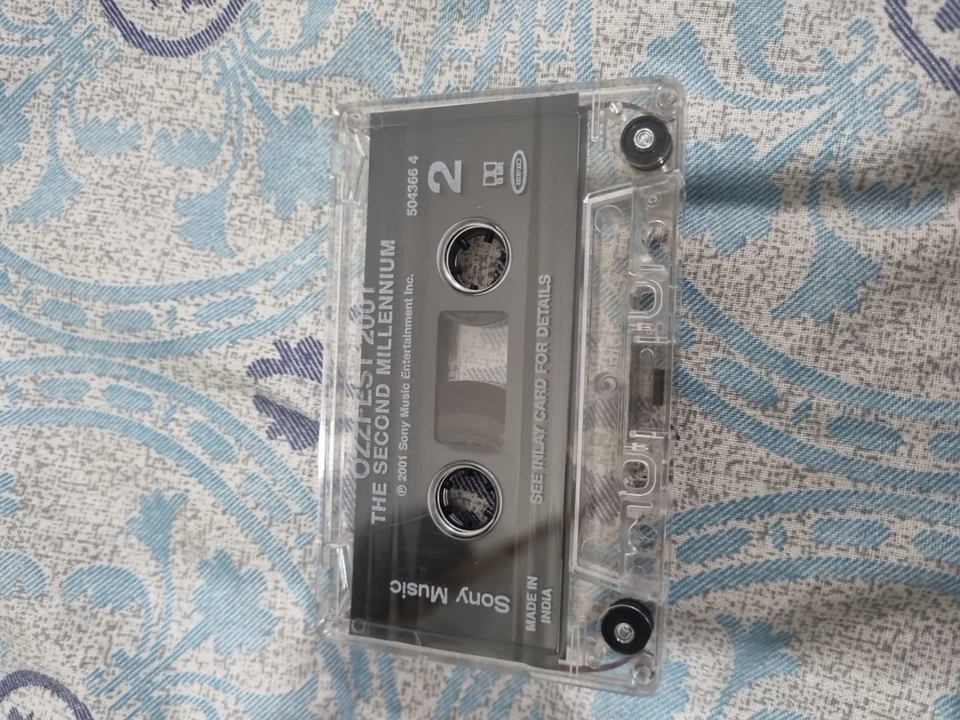 OZZFEST 2001
THE SECOND MILLENNIUM
℗ 2001 Sony Music Entertainment Inc.
504366 4
2
epic
Sony Music
SEE INLAY CARD FOR DETAILS
MADE IN
INDIA